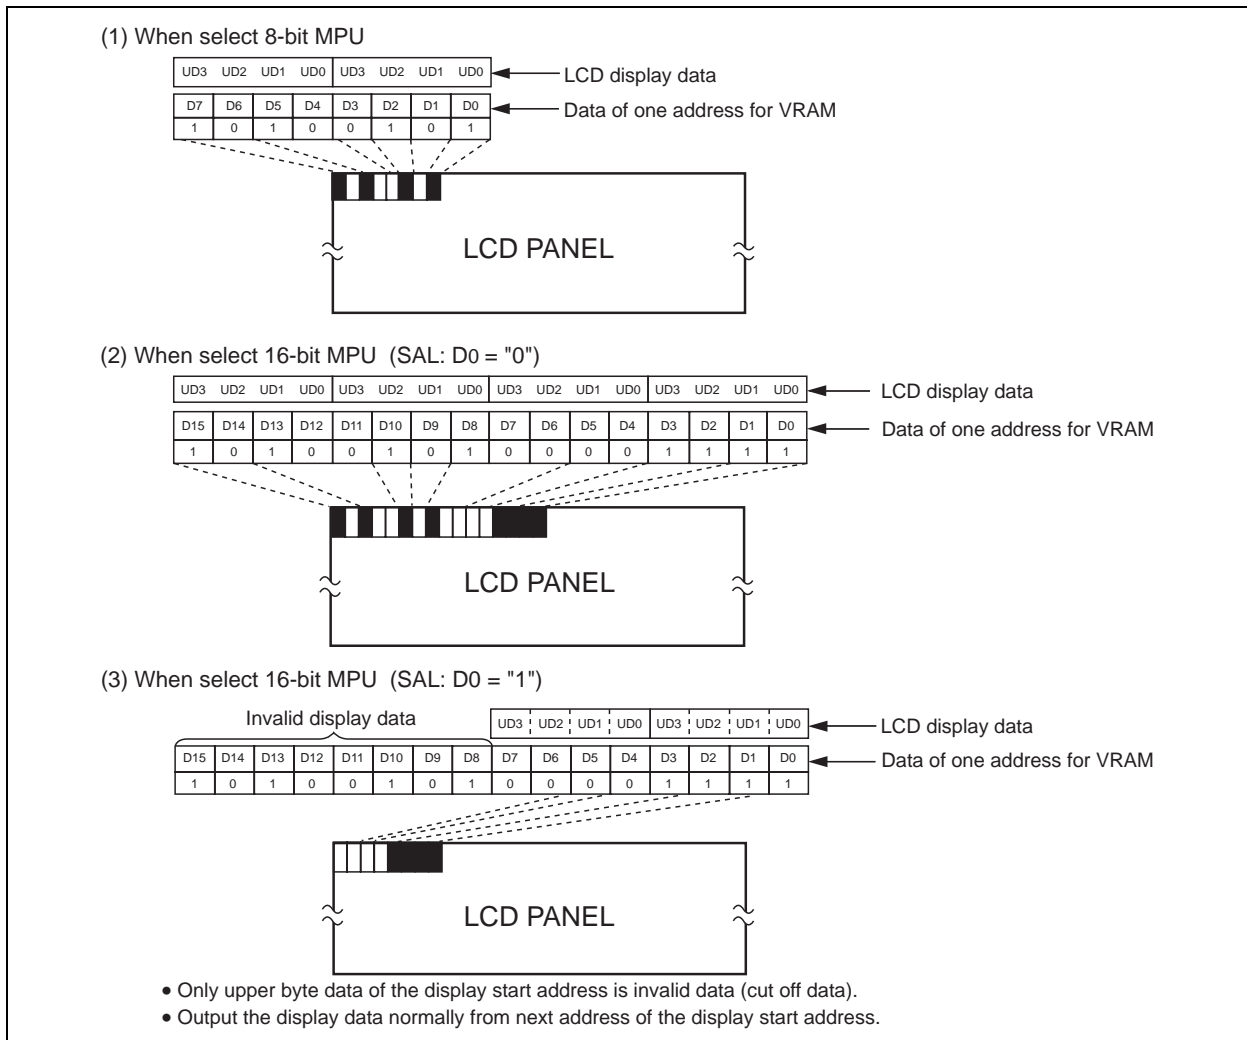 (1) When select 8-bit MPU
UD3 UD2 UD1 UD0 UD3 UD2 UD1 UD0
LCD display data
D7 D6 D5 D4 D3 D2 D1 D0
Data of one address for VRAM
1 0 1 0 0 1 0 1
LCD PANEL
(2) When select 16-bit MPU (SAL: D0 = "0")
UD3 UD2 UD1 UD0 UD3 UD2 UD1 UD0 UD3 UD2 UD1 UD0 UD3 UD2 UD1 UD0
LCD display data
D15 D14 D13 D12 D11 D10 D9 D8 D7 D6 D5 D4 D3 D2 D1 D0
Data of one address for VRAM
1 0 1 0 0 1 0 1 0 0 0 0 1 1 1 1
LCD PANEL
(3) When select 16-bit MPU (SAL: D0 = "1")
Invalid display data
UD3 UD2 UD1 UD0 UD3 UD2 UD1 UD0
LCD display data
D15 D14 D13 D12 D11 D10 D9 D8 D7 D6 D5 D4 D3 D2 D1 D0
Data of one address for VRAM
1 0 1 0 0 1 0 1 0 0 0 0 1 1 1 1
LCD PANEL
• Only upper byte data of the display start address is invalid data (cut off data).
• Output the display data normally from next address of the display start address.